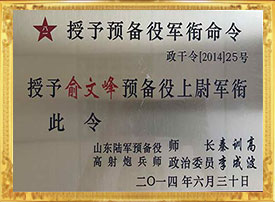 授予预备役军衔命令
政干令[2014]25号
授予俞文峰预备役上尉军衔
此令
山东陆军预备役 师长 秦训高
高射炮兵师 政治委员 李成波
二〇一四年六月三十日